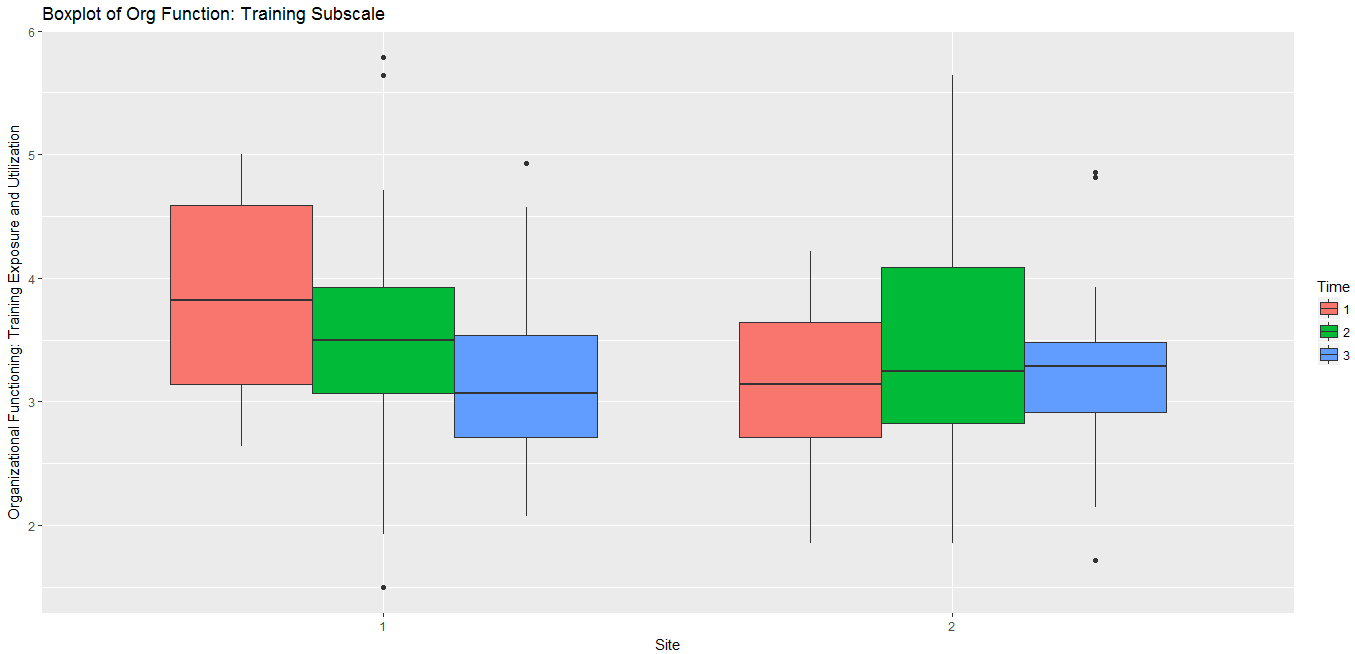 Boxplot of Org Function: Training Subscale
Organizational Functioning: Training Exposure and Utilization
6
5
4
3
2
1
2
Site
Time
1
2
3